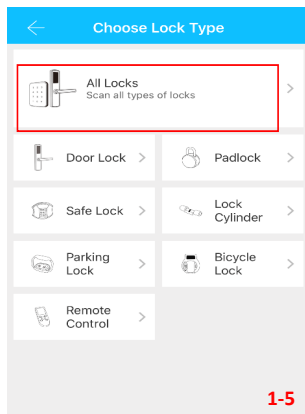 Choose Lock Type
All Locks
Scan all types of locks
Door Lock
Padlock
Safe Lock
Lock
Cylinder
Parking
Lock
Bicycle
Lock
Remote
Control
1-5